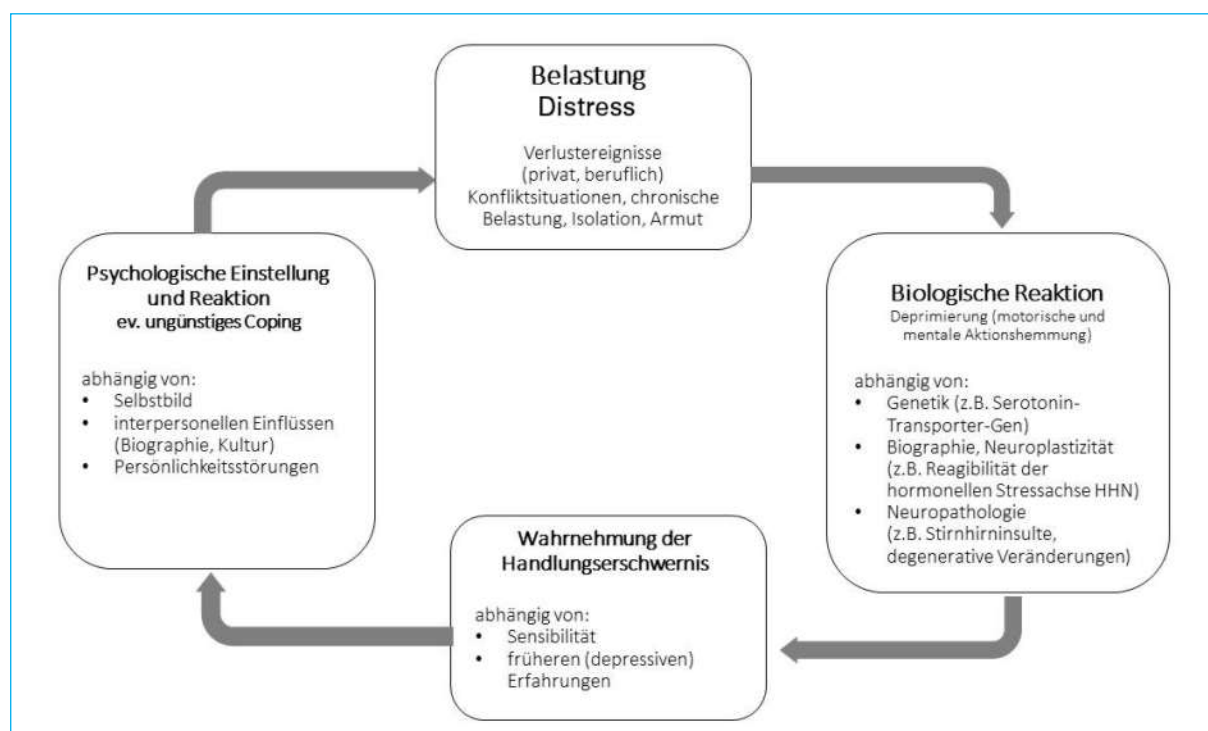 Belastung
Distress
Verlustereignisse
(privat, beruflich)
Konfliktsituationen, chronische
Belastung, Isolation, Armut
Biologische Reaktion
Deprimierung (motorische und
mentale Aktionshemmung)
abhängig von:
• Genetik (z.B. Serotonin-
Transporter-Gen)
• Biographie, Neuroplastizität
(z.B. Reagibilität der
hormonellen Stressachse HHN)
• Neuropathologie
(z.B. Stirnhirninsulte,
degenerative Veränderungen)
Wahrnehmung der
Handlungserschwernis
abhängig von:
• Sensibilität
• früheren (depressiven)
Erfahrungen
Psychologische Einstellung
und Reaktion
ev. ungünstiges Coping
abhängig von:
• Selbstbild
• interpersonellen Einflüssen
(Biographie, Kultur)
• Persönlichkeitsstörungen